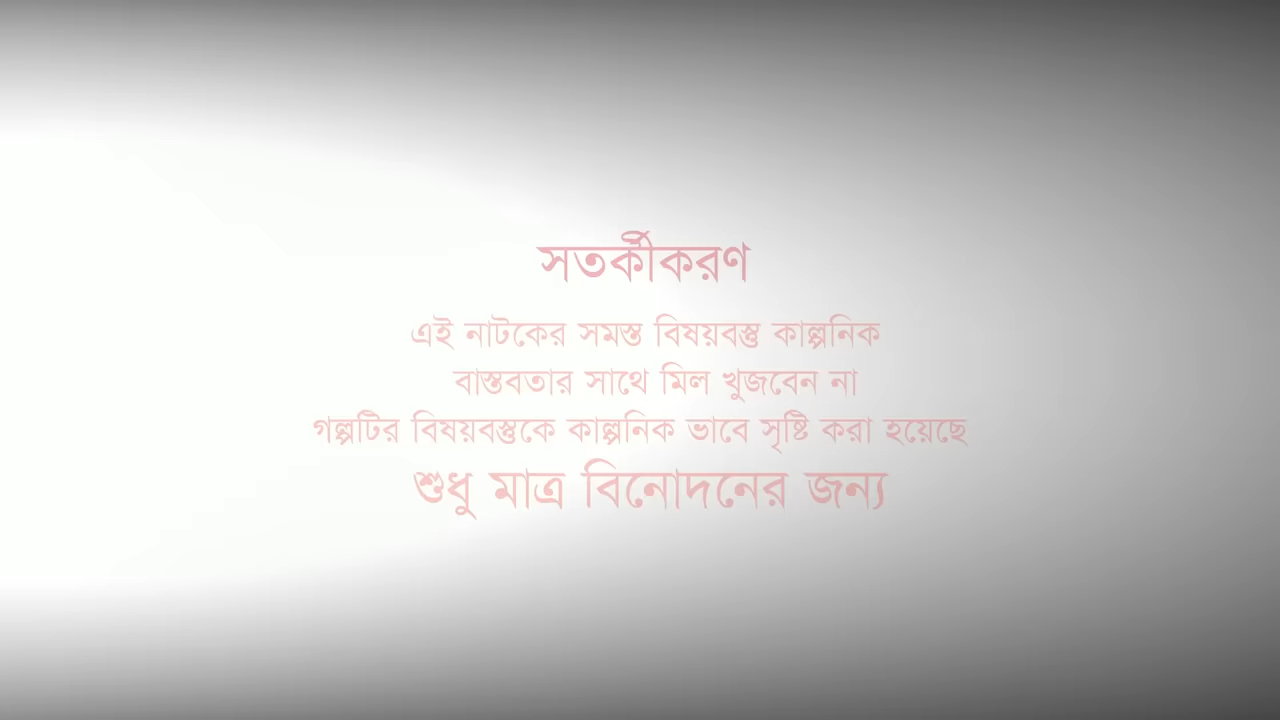 সতর্কীকরণ
এই নাটকের সমস্ত বিষয়বস্তু কাল্পনিক
বাস্তবতার সাথে মিল খুজবেন না
গল্পটির বিষয়বস্তুকে কাল্পনিক ভাবে সৃষ্টি করা হয়েছে
শুধু মাত্র বিনোদনের জন্য